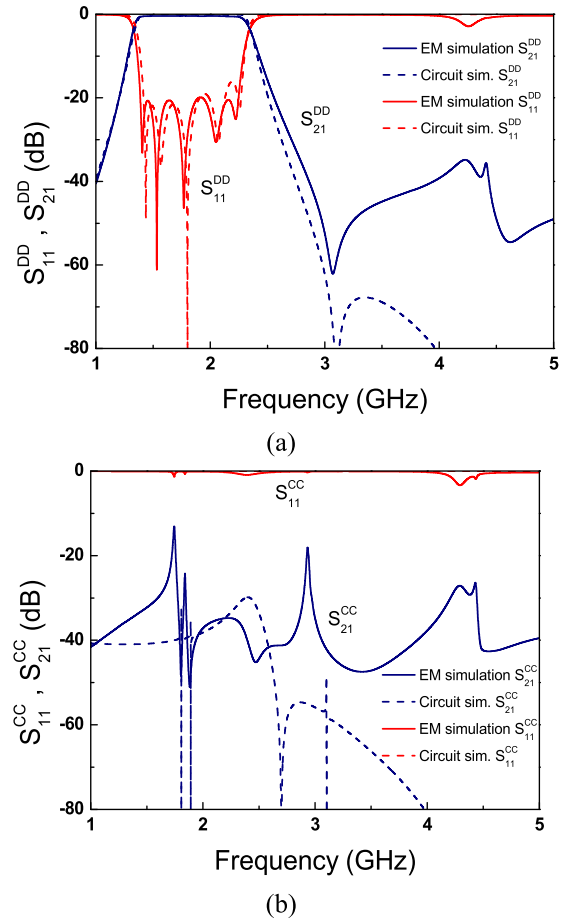 0
-20
-40
-60
-80
S₁₁ᴰᴰ , S₂₁ᴰᴰ (dB)
EM simulation S₂₁ᴰᴰ
Circuit sim. S₂₁ᴰᴰ
EM simulation S₁₁ᴰᴰ
Circuit sim. S₁₁ᴰᴰ
S₂₁ᴰᴰ
S₁₁ᴰᴰ
1 2 3 4 5
Frequency (GHz)
(a)
0
-20
-40
-60
-80
S₁₁ᶜᶜ , S₂₁ᶜᶜ (dB)
S₁₁ᶜᶜ
S₂₁ᶜᶜ
EM simulation S₂₁ᶜᶜ
Circuit sim. S₂₁ᶜᶜ
EM simulation S₁₁ᶜᶜ
Circuit sim. S₁₁ᶜᶜ
1 2 3 4 5
Frequency (GHz)
(b)